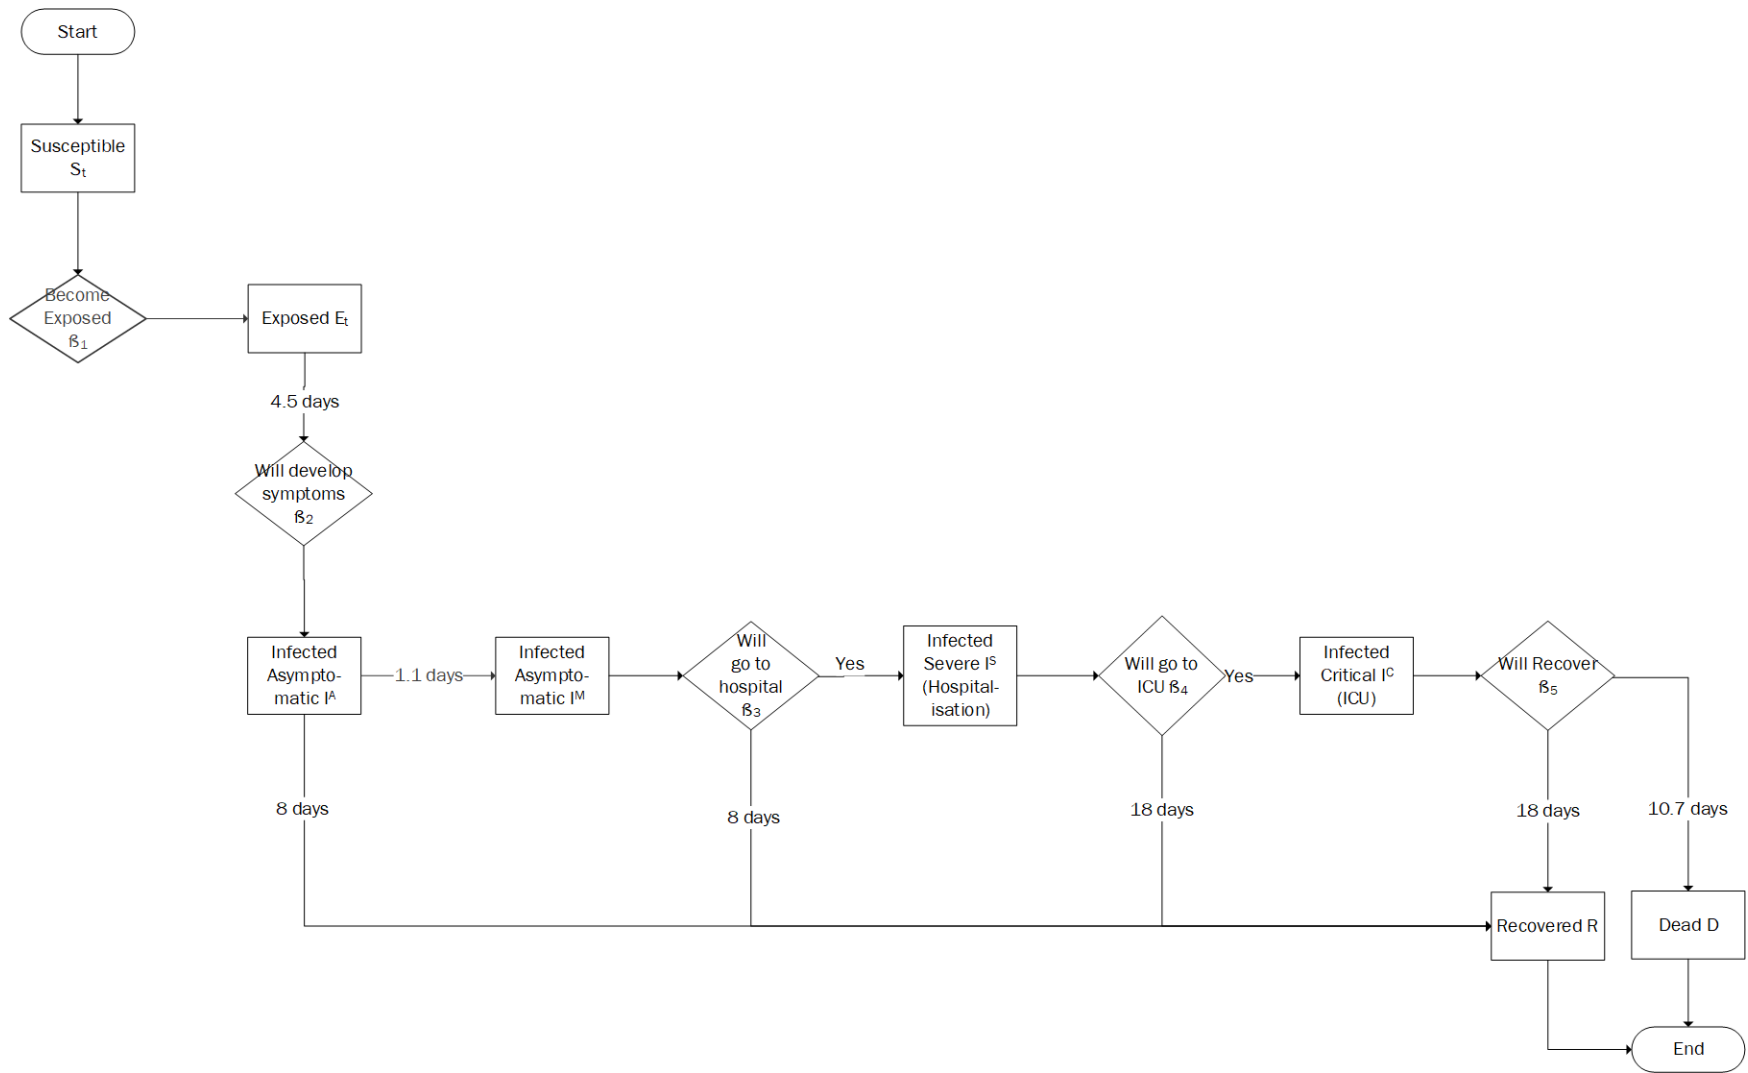 Start
Susceptible
Sₜ
Become
Exposed
ß₁
Exposed Eₜ
4.5 days
Will develop
symptoms
ß₂
Infected
Asympto-
matic Iᴬ
1.1 days
Infected
Asympto-
matic Iᴹ
Will
go to
hospital
ß₃
Yes
Infected
Severe Iˢ
(Hospital-
isation)
Will go to
ICU ß₄
Yes
Infected
Critical Iᶜ
(ICU)
Will Recover
ß₅
8 days
8 days
18 days
18 days
10.7 days
Recovered R
Dead D
End